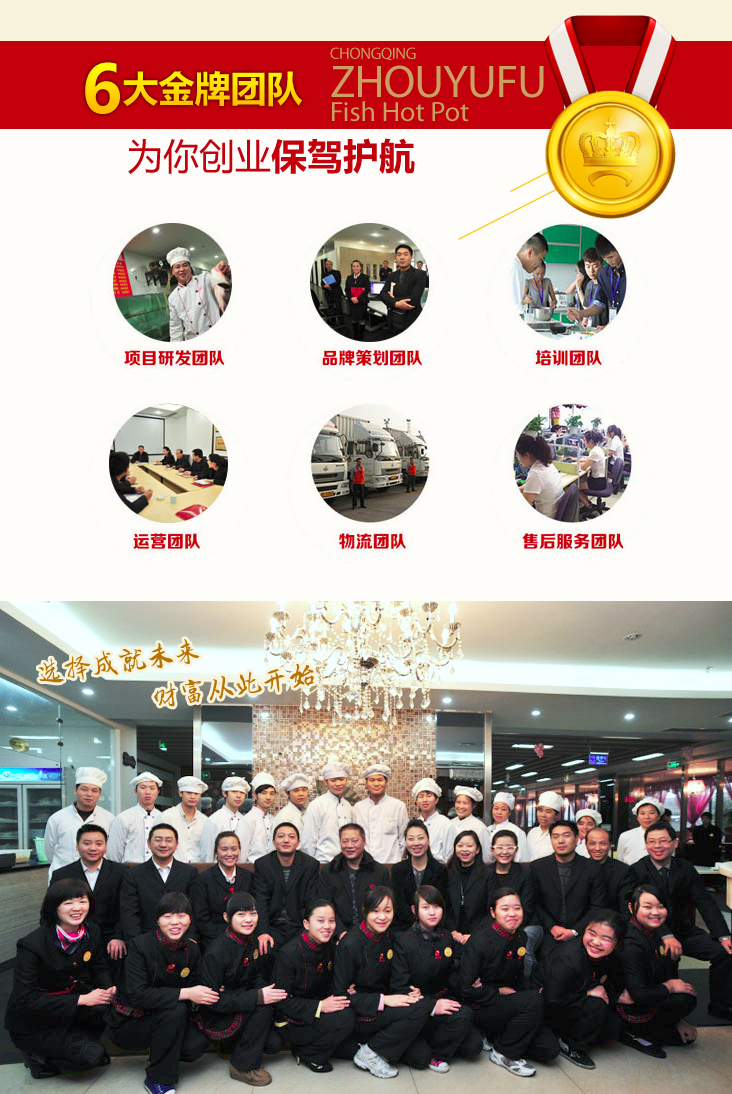 6大金牌团队
CHONGQING
ZHOUYUFU
Fish Hot Pot
为你创业保驾护航
项目研发团队
品牌策划团队
培训团队
运营团队
物流团队
售后服务团队
选择成就未来
财富从此开始